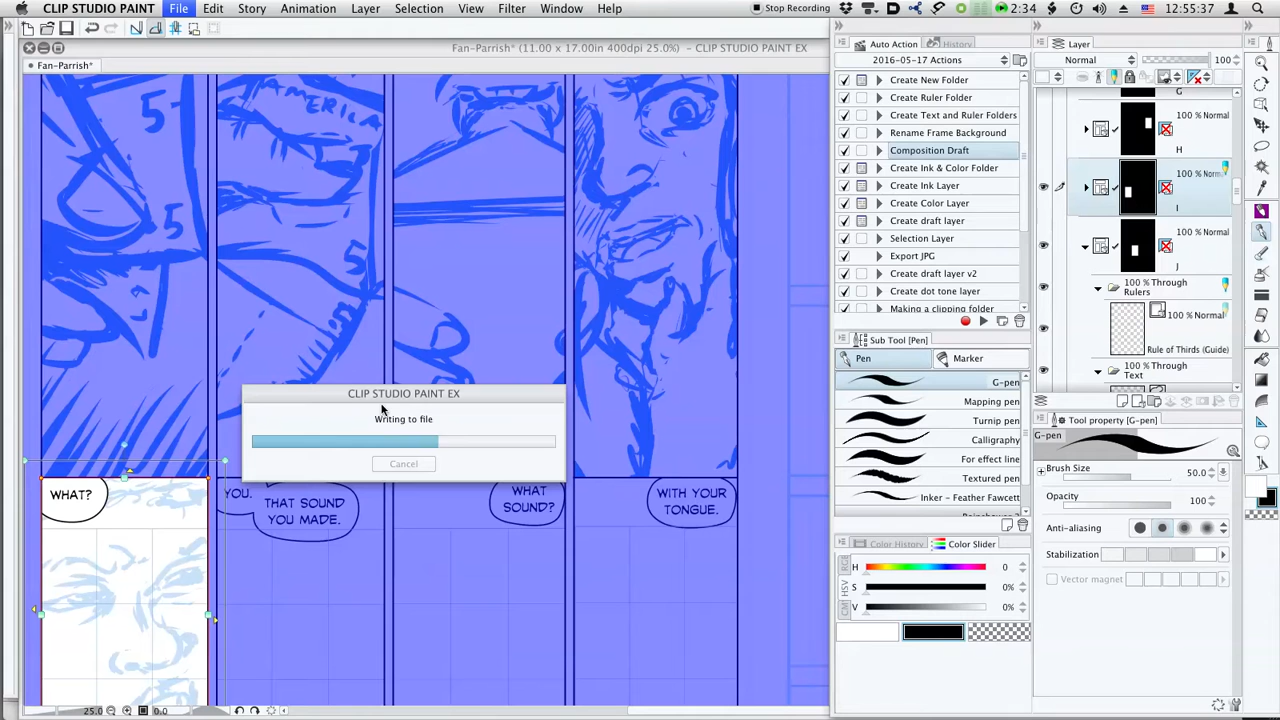 CLIP STUDIO PAINT File Edit Story Animation Layer Selection View Filter Window Help
Stop Recording
2:34
12:55:37
Fan-Parrish* (11.00 x 17.00in 400dpi 25.0%) - CLIP STUDIO PAINT EX
Fan-Parrish*
Auto Action
History
2016-05-17 Actions
Create New Folder
Create Ruler Folder
Create Text and Ruler Folders
Rename Frame Background
Composition Draft
Create Ink & Color Folder
Create Ink Layer
Create Color Layer
Create draft layer
Selection Layer
Export JPG
Create draft layer v2
Create dot tone layer
Making a clipping folder
Sub Tool [Pen]
Pen
Marker
G-pen
Mapping pen
Turnip pen
Calligraphy
For effect line
Textured pen
Inker - Feather Fawcett
Color History
Color Slider
RGB
HSV
CM
H
0
S
0%
V
0%
Layer
Normal
100
G
100 % Normal
H
100 % Normal
I
100 % Normal
J
100 % Through
Rulers
100 % Normal
Rule of Thirds (Guide)
100 % Through
Text
Tool property [G-pen]
G-pen
Brush Size
50.0
Opacity
100
Anti-aliasing
Stabilization
Vector magnet
CLIP STUDIO PAINT EX
Writing to file
Cancel
5
5
5
WHAT?
YOU.
THAT SOUND
YOU MADE.
WHAT
SOUND?
WITH YOUR
TONGUE.
25.0
0.0